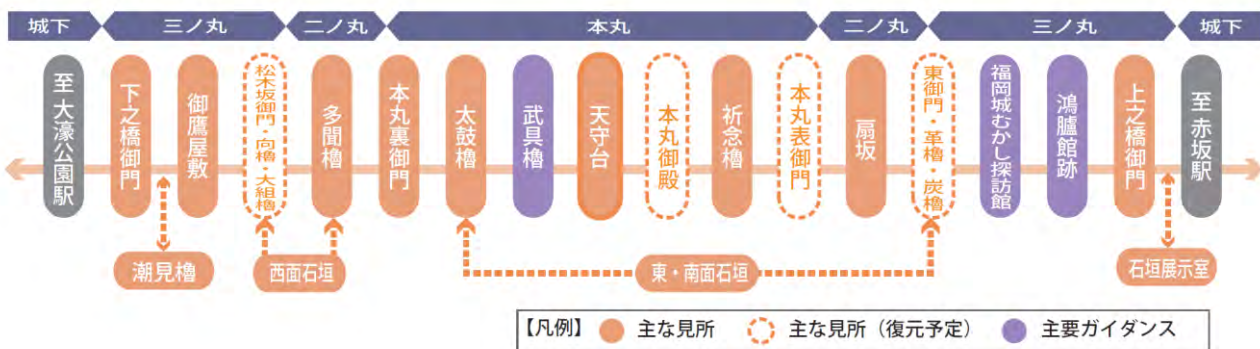 城下
三ノ丸
二ノ丸
本丸
二ノ丸
三ノ丸
城下
至 大濠公園駅
下之橋御門
御鷹屋敷
松木坂御門・向櫓・大組櫓
多聞櫓
本丸裏御門
太鼓櫓
武具櫓
天守台
本丸御殿
祈念櫓
本丸表御門
扇坂
東御門・革櫓・炭櫓
福岡城むかし探訪館
鴻臚館跡
上之橋御門
至 赤坂駅
潮見櫓
西面石垣
東・南面石垣
石垣展示室
【凡例】 主な見所 主な見所（復元予定） 主要ガイダンス